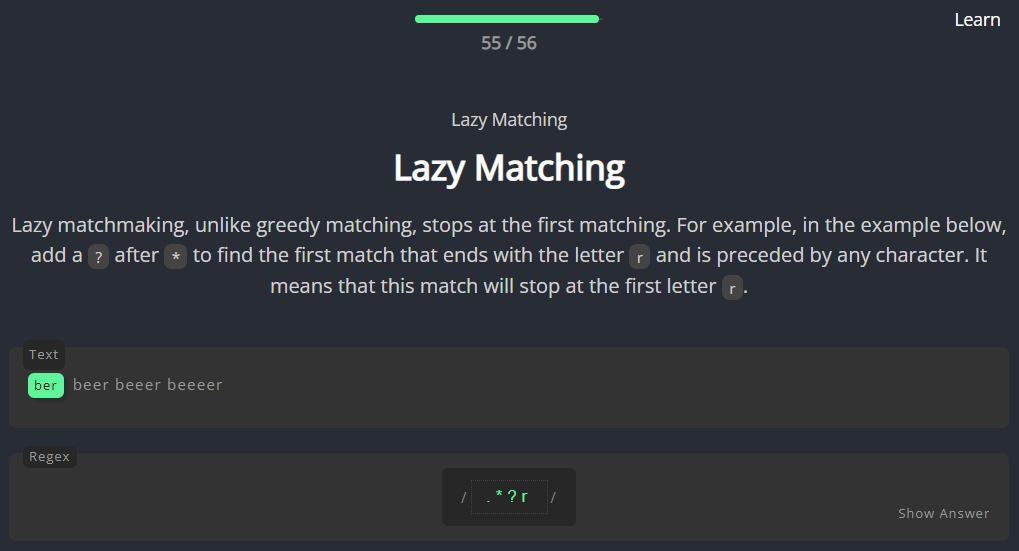 Learn
55 / 56
Lazy Matching
Lazy Matching
Lazy matchmaking, unlike greedy matching, stops at the first matching. For example, in the example below,
add a ? after * to find the first match that ends with the letter r and is preceded by any character. It
means that this match will stop at the first letter r.
Text
ber beer beeer beeeer
Regex
/ .*?r /
Show Answer